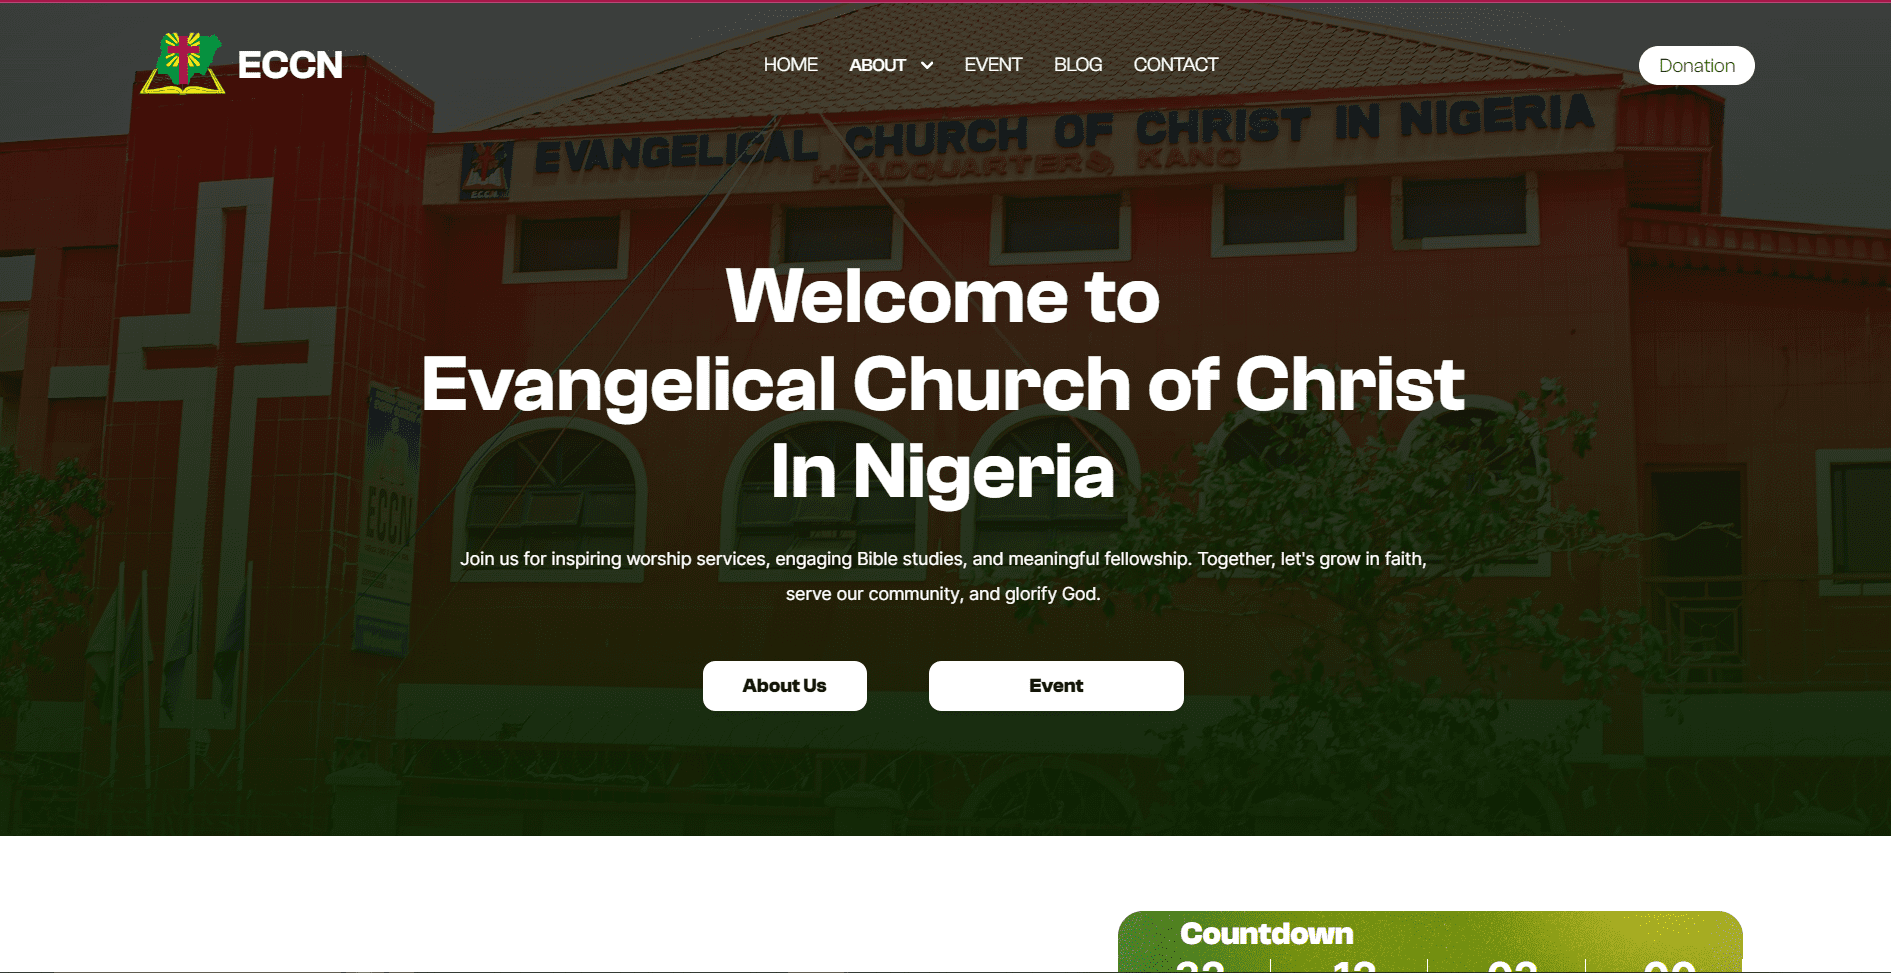 ECCN
HOME ABOUT EVENT BLOG CONTACT
Donation
EVANGELICAL CHURCH OF CHRIST IN NIGERIA
HEADQUARTERS KANO
ECCN
Welcome to
Evangelical Church of Christ
In Nigeria
ECCN
Join us for inspiring worship services, engaging Bible studies, and meaningful fellowship. Together, let's grow in faith,
serve our community, and glorify God.
About Us
Event
Countdown